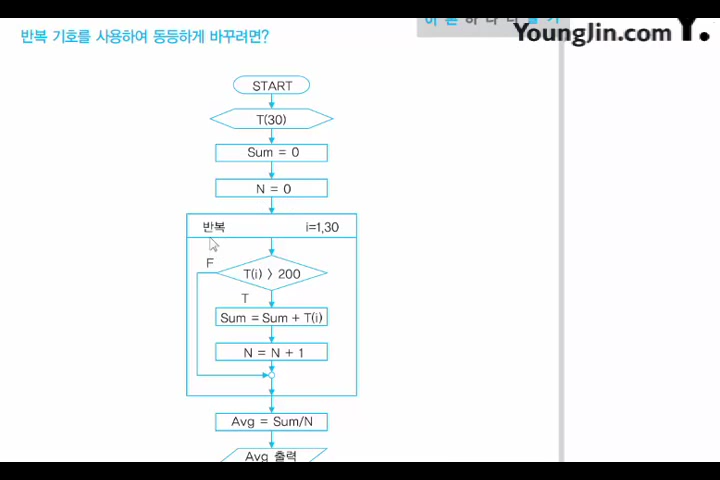 YoungJin.com Y.
반복 기호를 사용하여 동등하게 바꾸려면?
START
T(30)
Sum = 0
N = 0
반복 i=1,30
F
T(i) > 200
T
Sum = Sum + T(i)
N = N + 1
Avg = Sum/N
Avg 출력